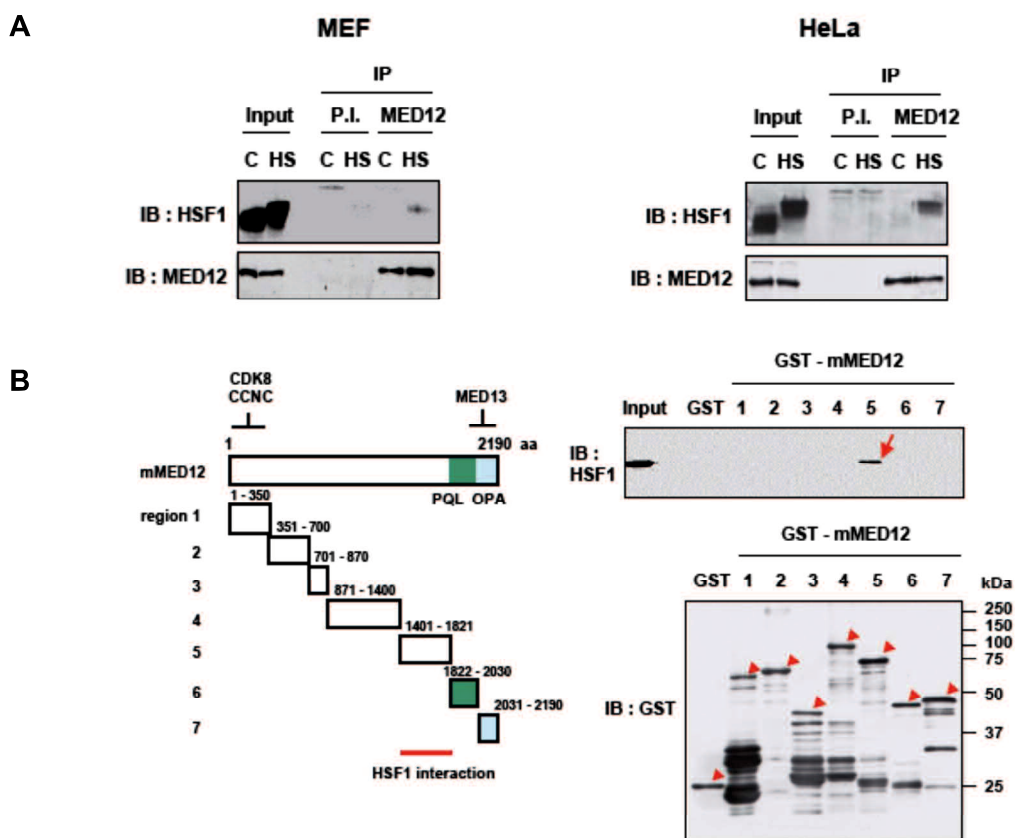 A
MEF
IP
Input P.I. MED12
C HS C HS C HS
IB : HSF1
IB : MED12
HeLa
IP
Input P.I. MED12
C HS C HS C HS
IB : HSF1
IB : MED12
B
CDK8
CCNC
MED13
1 2190 aa
mMED12
PQL OPA
region 1 1 - 350
2 351 - 700
3 701 - 870
4 871 - 1400
5 1401 - 1821
6 1822 - 2030
7 2031 - 2190
HSF1 interaction
GST - mMED12
Input GST 1 2 3 4 5 6 7
IB :
HSF1
GST - mMED12
GST 1 2 3 4 5 6 7 kDa
250
150
100
75
50
37
25
IB : GST